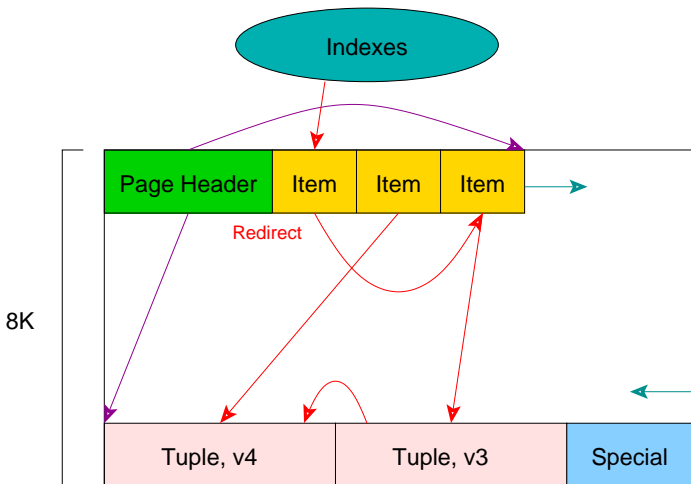 Indexes
Page Header Item Item Item
Redirect
8K
Tuple, v4 Tuple, v3 Special